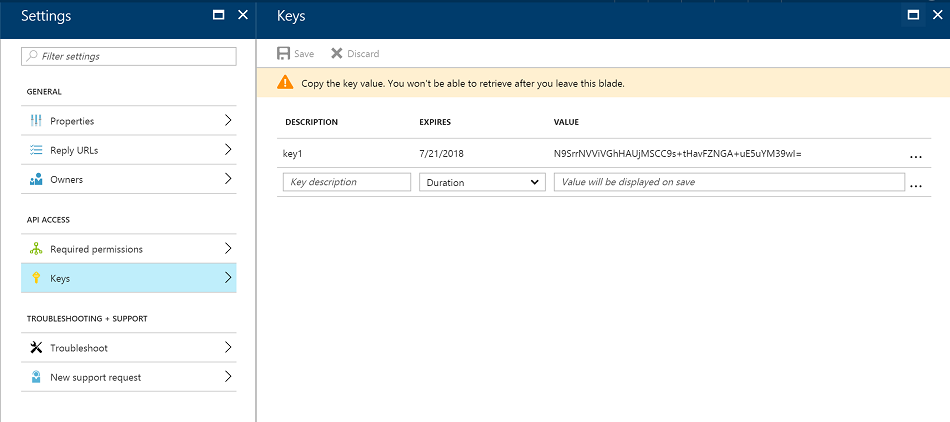 Settings
Filter settings
GENERAL
Properties
Reply URLs
Owners
API ACCESS
Required permissions
Keys
TROUBLESHOOTING + SUPPORT
Troubleshoot
New support request
Keys
Save Discard
Copy the key value. You won't be able to retrieve after you leave this blade.
DESCRIPTION EXPIRES VALUE
key1 7/21/2018 N9SrrNVViVGhHAUjMSCC9s+tHavFZNGA+uE5uYM39wI=
Key description Duration Value will be displayed on save